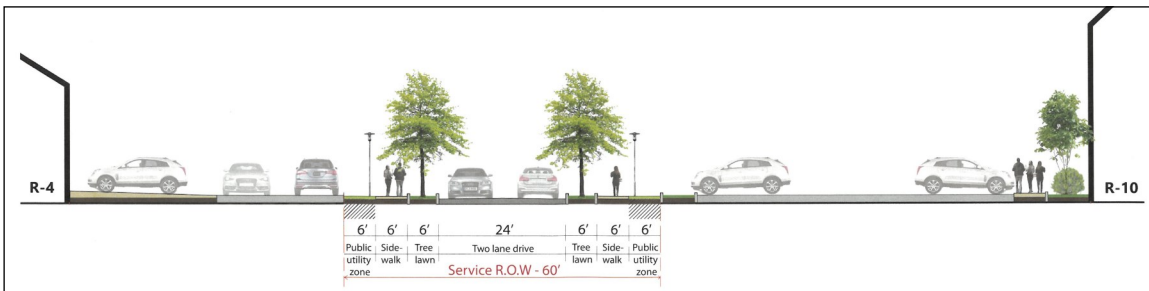 R-4
R-10
6' 6' 6' 24' 6' 6' 6'
Public Side- Tree Two lane drive Tree Side- Public
utility walk lawn lawn walk utility
zone zone
Service R.O.W - 60'